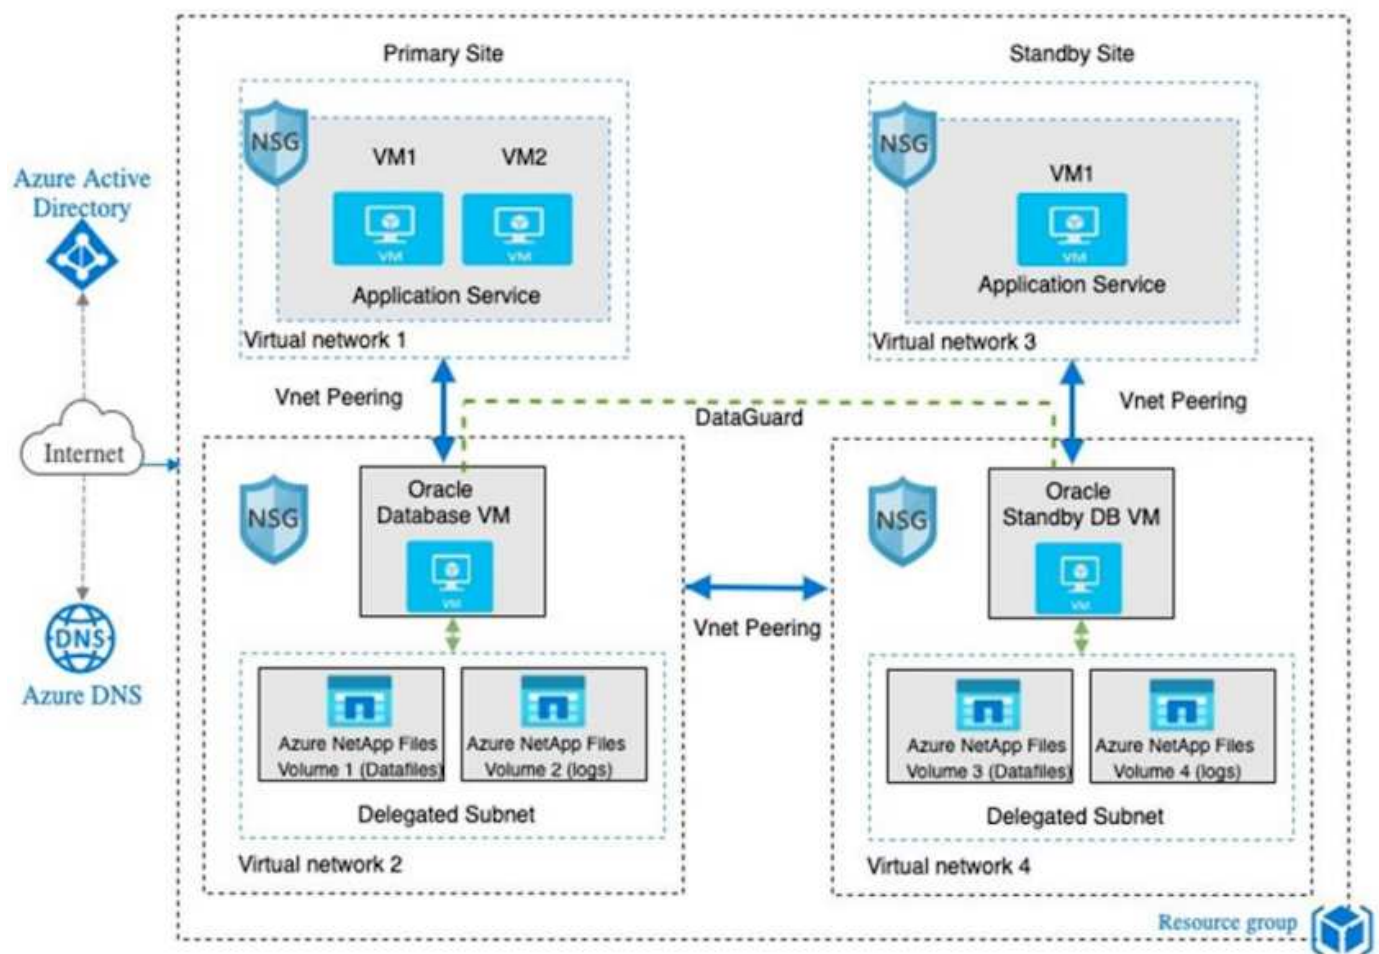 Primary Site
Standby Site
NSG
VM1
VM2
VM
VM
Application Service
Virtual network 1
NSG
VM1
VM
Application Service
Virtual network 3
Azure Active
Directory
Internet
DNS
Azure DNS
Vnet Peering
DataGuard
Vnet Peering
NSG
Oracle
Database VM
VM
Azure NetApp Files
Volume 1 (Datafiles)
Azure NetApp Files
Volume 2 (logs)
Delegated Subnet
Virtual network 2
Vnet Peering
NSG
Oracle
Standby DB VM
VM
Azure NetApp Files
Volume 3 (Datafiles)
Azure NetApp Files
Volume 4 (logs)
Delegated Subnet
Virtual network 4
Resource group